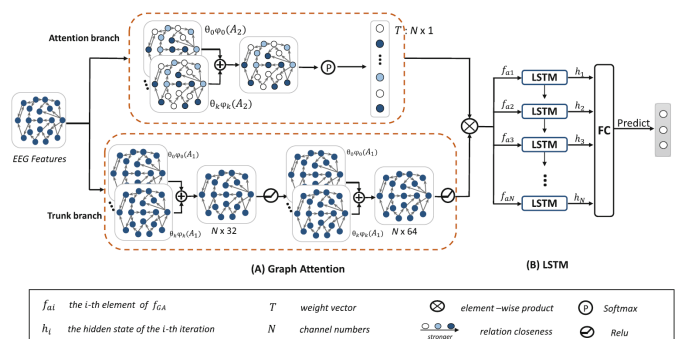 Attention branch
θ₀φ₀(A₂)
θₖφₖ(A₂)
T : N x 1
P
EEG Features
Trunk branch
θ₀φ₀(A₁)
θₖφₖ(A₁)
N x 32
θ₀φ₀(A₁)
θₖφₖ(A₁)
N x 64
(A) Graph Attention
fₐ₁ LSTM h₁
fₐ₂ LSTM h₂
fₐ₃ LSTM h₃
fₐN LSTM hN
FC
Predict
(B) LSTM
fₐᵢ the i-th element of f_GA
hᵢ the hidden state of the i-th iteration
T weight vector
N channel numbers
element –wise product
stronger relation closeness
P Softmax
Relu